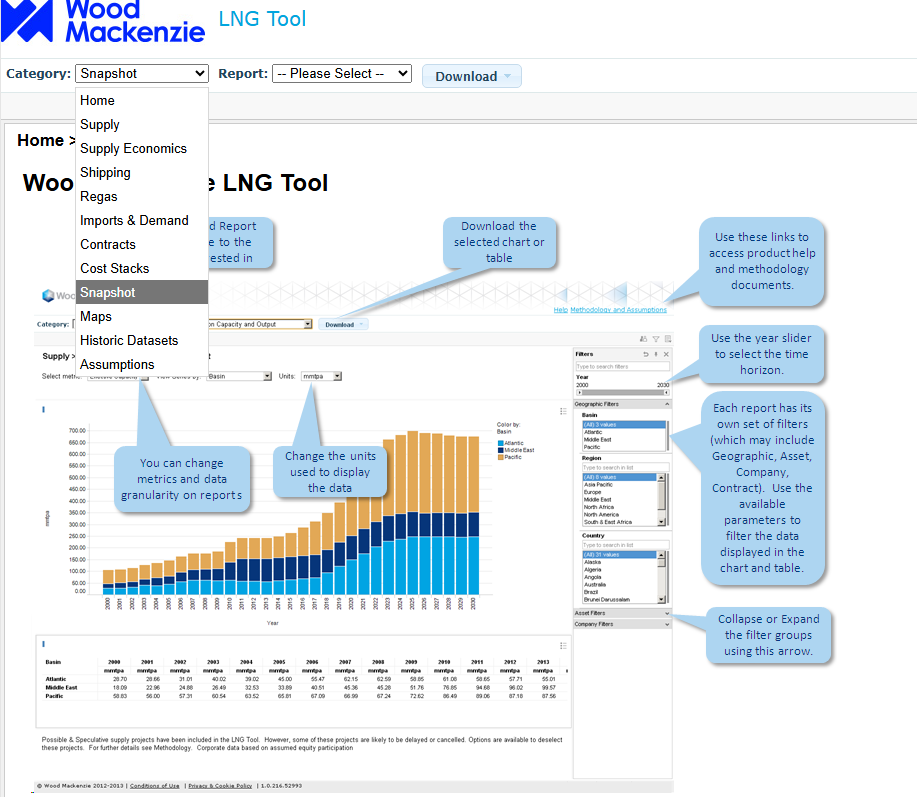 Wood
Mackenzie
LNG Tool
Category: Snapshot Report: -- Please Select -- Download
Home
Supply
Supply Economics
Shipping
Regas
Imports & Demand
Contracts
Cost Stacks
Snapshot
Maps
Historic Datasets
Assumptions
Home >
LNG Tool
Report
to the
Download the
selected chart or
table
Use these links to
access product help
and methodology
documents.
Help Methodology and Assumptions
Category: on Capacity and Output Download
Supply >
Select metric: Effective Capacity View Series by: Basin Units: mmtpa
Use the year slider
to select the time
horizon.
Filters
Type to search filters
Year
2000 2030
Geographic Filters
Basin
(All) 3 values
Atlantic
Middle East
Pacific
Region
Type to search in list
(All) 8 values
Asia Pacific
Europe
Middle East
North Africa
North America
South & East Africa
Country
Type to search in list
(All) 31 values
Alaska
Algeria
Angola
Australia
Brazil
Brunei Darussalam
Asset Filters
Company Filters
Each report has its
own set of filters
(which may include
Geographic, Asset,
Company,
Contract). Use the
available
parameters to
filter the data
displayed in the
chart and table.
Collapse or Expand
the filter groups
using this arrow.
You can change
metrics and data
granularity on reports
Change the units
used to display
the data
Color by:
Basin
Atlantic
Middle East
Pacific
mmtpa
700.00
650.00
600.00
550.00
500.00
450.00
400.00
350.00
300.00
250.00
200.00
150.00
100.00
50.00
0.00
2000 2001 2002 2003 2004 2005 2006 2007 2008 2009 2010 2011 2012 2013 2014 2015 2016 2017 2018 2019 2020 2021 2022 2023 2024 2025 2026 2027 2028 2029 2030
Year
Basin 2000 2001 2002 2003 2004 2005 2006 2007 2008 2009 2010 2011 2012 2013
mmtpa mmtpa mmtpa mmtpa mmtpa mmtpa mmtpa mmtpa mmtpa mmtpa mmtpa mmtpa mmtpa mmtpa
Atlantic 28.70 28.66 31.01 40.02 39.02 45.00 55.47 62.15 62.59 58.85 61.08 58.65 57.71 55.01
Middle East 18.09 22.96 24.88 26.49 32.53 33.89 40.51 45.36 45.28 51.76 76.85 94.68 96.02 99.57
Pacific 58.83 56.00 57.31 60.54 63.52 65.81 67.09 66.99 67.24 72.62 86.49 89.06 87.18 87.56
Possible & Speculative supply projects have been included in the LNG Tool. However, some of these projects are likely to be delayed or cancelled. Options are available to deselect
these projects. For further details see Methodology. Corporate data based on assumed equity participation
© Wood Mackenzie 2012-2013 | Conditions of Use | Privacy & Cookie Policy | 1.0.216.52993